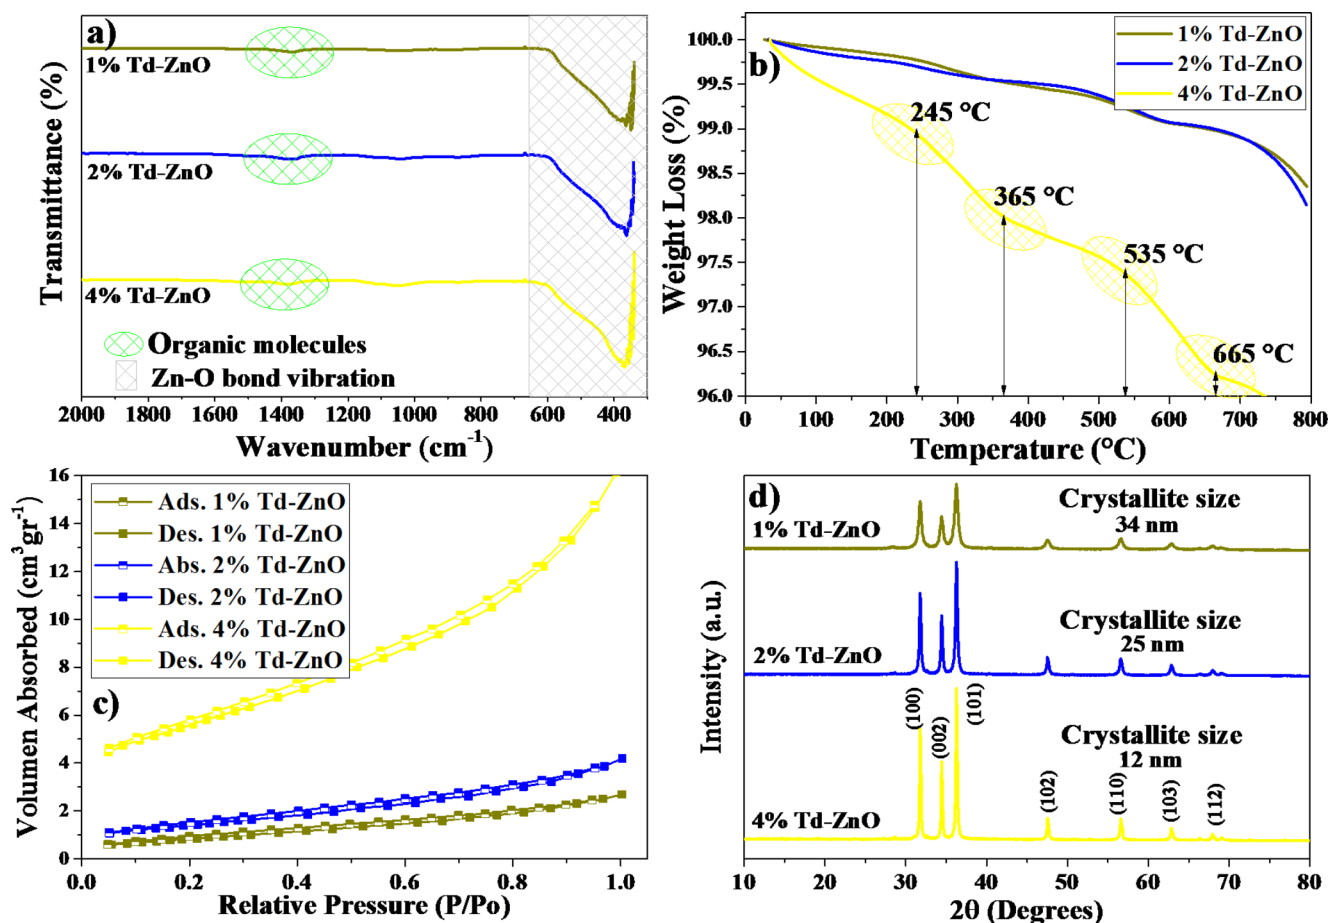 a)
1% Td-ZnO
2% Td-ZnO
4% Td-ZnO
Organic molecules
Zn-O bond vibration
Transmittance (%)
2000 1800 1600 1400 1200 1000 800 600 400
Wavenumber (cm-1)
b)
1% Td-ZnO
2% Td-ZnO
4% Td-ZnO
245 °C
365 °C
535 °C
665 °C
100.0
99.5
99.0
98.5
98.0
97.5
97.0
96.5
96.0
Weight Loss (%)
0 100 200 300 400 500 600 700 800
Temperature (°C)
c)
Ads. 1% Td-ZnO
Des. 1% Td-ZnO
Abs. 2% Td-ZnO
Des. 2% Td-ZnO
Ads. 4% Td-ZnO
Des. 4% Td-ZnO
16
14
12
10
8
6
4
2
0
Volumen Absorbed (cm3gr-1)
0.0 0.2 0.4 0.6 0.8 1.0
Relative Pressure (P/Po)
d)
1% Td-ZnO
Crystallite size
34 nm
2% Td-ZnO
Crystallite size
25 nm
4% Td-ZnO
Crystallite size
12 nm
(100)
(002)
(101)
(102)
(110)
(103)
(112)
Intensity (a.u.)
10 20 30 40 50 60 70 80
2θ (Degrees)